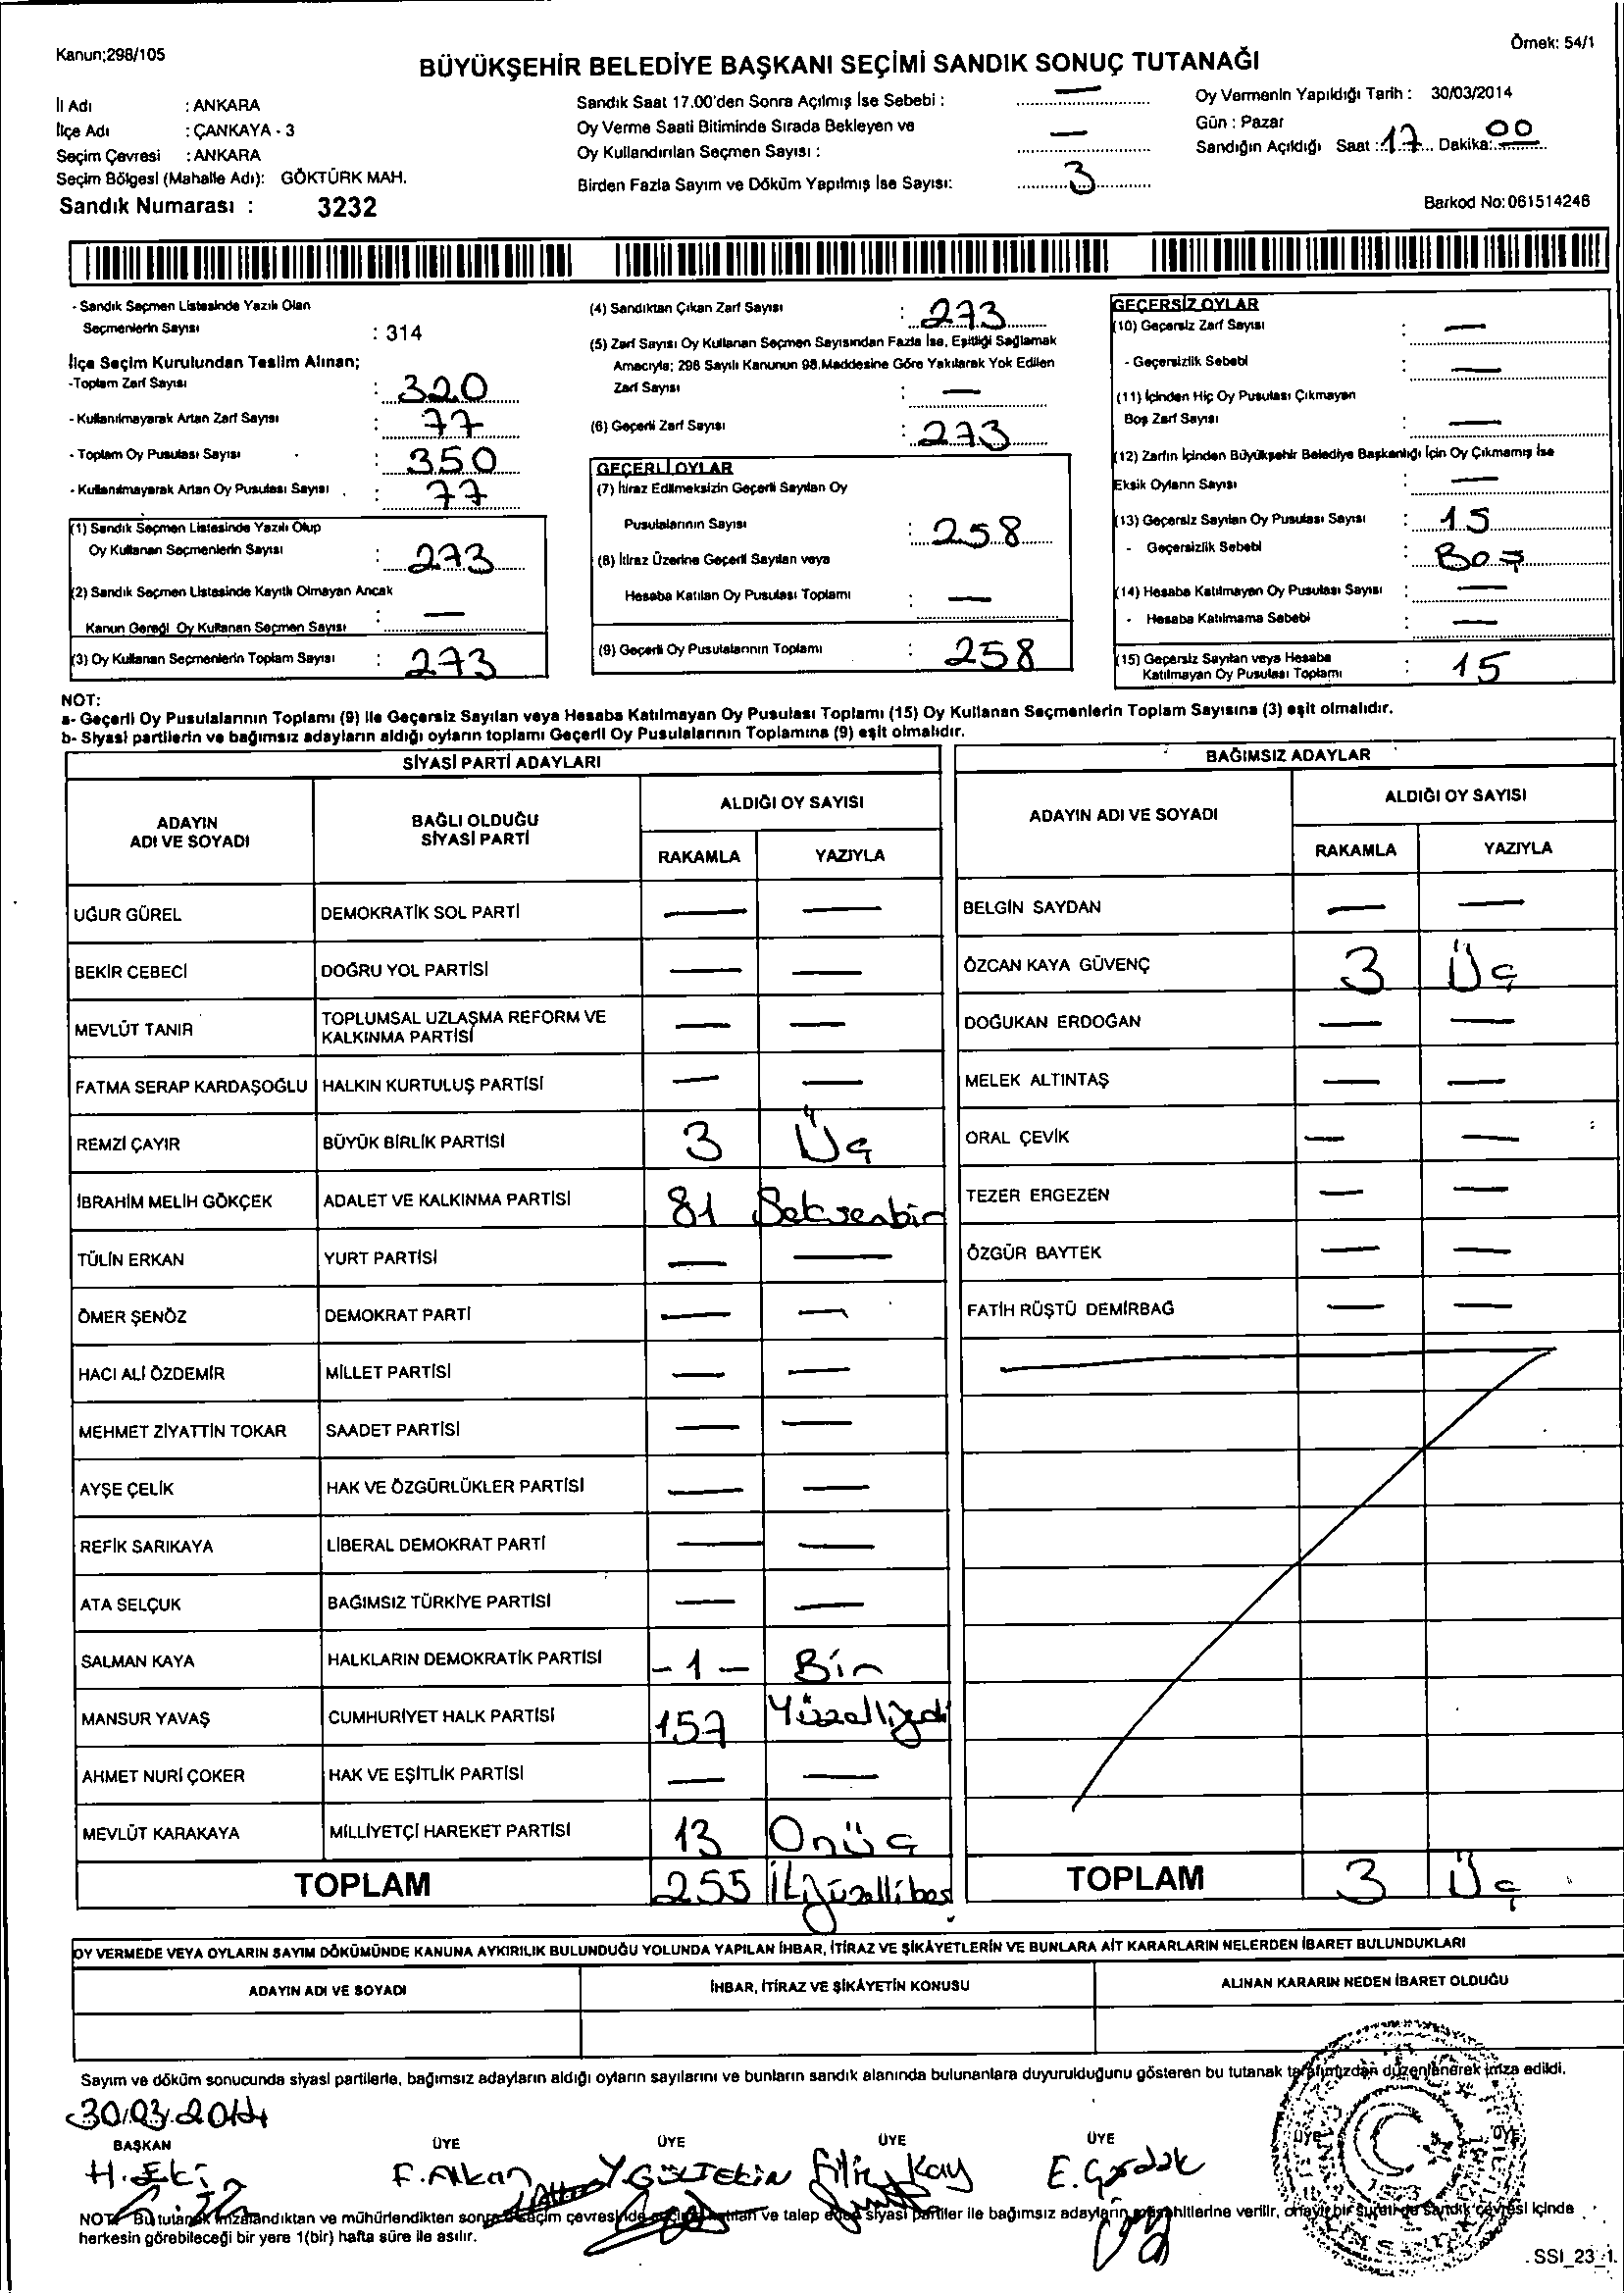 Kanun;298/105
Örnek: 54/1
BÜYÜKŞEHİR BELEDİYE BAŞKANI SEÇİMİ SANDIK SONUÇ TUTANAĞI
İl Adı : ANKARA
İlçe Adı : ÇANKAYA - 3
Seçim Çevresi : ANKARA
Seçim Bölgesi (Mahalle Adı): GÖKTÜRK MAH.
Sandık Numarası : 3232
Sandık Saat 17.00'den Sonra Açılmış İse Sebebi : —
Oy Verme Saati Bitiminde Sırada Bekleyen ve
Oy Kullandırılan Seçmen Sayısı : —
Birden Fazla Sayım ve Döküm Yapılmış İse Sayısı: 3
Oy Vermenin Yapıldığı Tarih : 30/03/2014
Gün : Pazar
Sandığın Açıldığı Saat : 17 Dakika: 00
Barkod No:061514246
- Sandık Seçmen Listesinde Yazılı Olan
Seçmenlerin Sayısı : 314
İlçe Seçim Kurulundan Teslim Alınan;
-Toplam Zarf Sayısı : 320
- Kullanılmayarak Artan Zarf Sayısı : 77
- Toplam Oy Pusulası Sayısı : 350
- Kullanılmayarak Artan Oy Pusulası Sayısı : 77
(1) Sandık Seçmen Listesinde Yazılı Olup
Oy Kullanan Seçmenlerin Sayısı : 273
(2) Sandık Seçmen Listesinde Kayıtlı Olmayan Ancak
Kanun Gereği Oy Kullanan Seçmen Sayısı : —
(3) Oy Kullanan Seçmenlerin Toplam Sayısı : 273
(4) Sandıktan Çıkan Zarf Sayısı : 273
(5) Zarf Sayısı Oy Kullanan Seçmen Sayısından Fazla İse, Eşitliği Sağlamak
Amacıyla; 298 Sayılı Kanunun 98.Maddesine Göre Yakılarak Yok Edilen
Zarf Sayısı : —
(6) Geçerli Zarf Sayısı : 273
GEÇERLİ OYLAR
(7) İtiraz Edilmeksizin Geçerli Sayılan Oy
Pusulalarının Sayısı : 258
(8) İtiraz Üzerine Geçerli Sayılan veya
Hesaba Katılan Oy Pusulası Toplamı : —
(9) Geçerli Oy Pusulalarının Toplamı : 258
GEÇERSİZ OYLAR
(10) Geçersiz Zarf Sayısı : —
- Geçersizlik Sebebi : —
(11) İçinden Hiç Oy Pusulası Çıkmayan
Boş Zarf Sayısı : —
(12) Zarfın İçinden Büyükşehir Belediye Başkanlığı İçin Oy Çıkmamış İse
Eksik Oyların Sayısı : —
(13) Geçersiz Sayılan Oy Pusulası Sayısı : 15
- Geçersizlik Sebebi : Boş
(14) Hesaba Katılmayan Oy Pusulası Sayısı : —
- Hesaba Katılmama Sebebi : —
(15) Geçersiz Sayılan veya Hesaba
Katılmayan Oy Pusulası Toplamı : 15
NOT:
a- Geçerli Oy Pusulalarının Toplamı (9) ile Geçersiz Sayılan veya Hesaba Katılmayan Oy Pusulası Toplamı (15) Oy Kullanan Seçmenlerin Toplam Sayısına (3) eşit olmalıdır.
b- Siyasi partilerin ve bağımsız adayların aldığı oyların toplamı Geçerli Oy Pusulalarının Toplamına (9) eşit olmalıdır.
SİYASİ PARTİ ADAYLARI
ADAYIN ADI VE SOYADI
BAĞLI OLDUĞU SİYASİ PARTİ
ALDIĞI OY SAYISI
RAKAMLA YAZIYLA
UĞUR GÜREL DEMOKRATİK SOL PARTİ — —
BEKİR CEBECİ DOĞRU YOL PARTİSİ — —
MEVLÜT TANIR TOPLUMSAL UZLAŞMA REFORM VE KALKINMA PARTİSİ — —
FATMA SERAP KARDAŞOĞLU HALKIN KURTULUŞ PARTİSİ — —
REMZİ ÇAYIR BÜYÜK BİRLİK PARTİSİ 3 Üç
İBRAHİM MELİH GÖKÇEK ADALET VE KALKINMA PARTİSİ 81 Seksenbir
TÜLİN ERKAN YURT PARTİSİ — —
ÖMER ŞENÖZ DEMOKRAT PARTİ — —
HACI ALİ ÖZDEMİR MİLLET PARTİSİ — —
MEHMET ZİYATTİN TOKAR SAADET PARTİSİ — —
AYŞE ÇELİK HAK VE ÖZGÜRLÜKLER PARTİSİ — —
REFİK SARIKAYA LİBERAL DEMOKRAT PARTİ — —
ATA SELÇUK BAĞIMSIZ TÜRKİYE PARTİSİ — —
SALMAN KAYA HALKLARIN DEMOKRATİK PARTİSİ -1- Bir
MANSUR YAVAŞ CUMHURİYET HALK PARTİSİ 157 Yüzelliyedi
AHMET NURİ ÇOKER HAK VE EŞİTLİK PARTİSİ — —
MEVLÜT KARAKAYA MİLLİYETÇİ HAREKET PARTİSİ 13 Onüç
TOPLAM 255 İkiyüzellibeş
BAĞIMSIZ ADAYLAR
ADAYIN ADI VE SOYADI
ALDIĞI OY SAYISI
RAKAMLA YAZIYLA
BELGİN SAYDAN — —
ÖZCAN KAYA GÜVENÇ 3 Üç
DOĞUKAN ERDOĞAN — —
MELEK ALTINTAŞ — —
ORAL ÇEVİK — —
TEZER ERGEZEN — —
ÖZGÜR BAYTEK — —
FATİH RÜŞTÜ DEMİRBAĞ — —
TOPLAM 3 Üç
OY VERMEDE VEYA OYLARIN SAYIM DÖKÜMÜNDE KANUNA AYKIRILIK BULUNDUĞU YOLUNDA YAPILAN İHBAR, İTİRAZ VE ŞİKÂYETLERİN VE BUNLARA AİT KARARLARIN NELERDEN İBARET BULUNDUKLARI
ADAYIN ADI VE SOYADI
İHBAR, İTİRAZ VE ŞİKÂYETİN KONUSU
ALINAN KARARIN NEDEN İBARET OLDUĞU
Sayım ve döküm sonucunda siyasi partilerle, bağımsız adayların aldığı oyların sayılarını ve bunların sandık alanında bulunanlara duyurulduğunu gösteren bu tutanak tarafımızdan düzenlenerek imza edildi.
30.03.2014
BAŞKAN ÜYE ÜYE ÜYE ÜYE ÜYE ÜYE
H. Eki F. Alkan Y. GÜLTEKİN Filiz Kay E. Gördök
NOT: Bu tutanak imzalandıktan ve mühürlendikten sonra seçim çevresinde ve talep eden siyasi partiler ile bağımsız adayların müşahitlerine verilir, onaylı bir sureti de sandık çevresi içinde
herkesin görebileceği bir yere 1(bir) hafta süre ile asılır.
SSI_23_1.